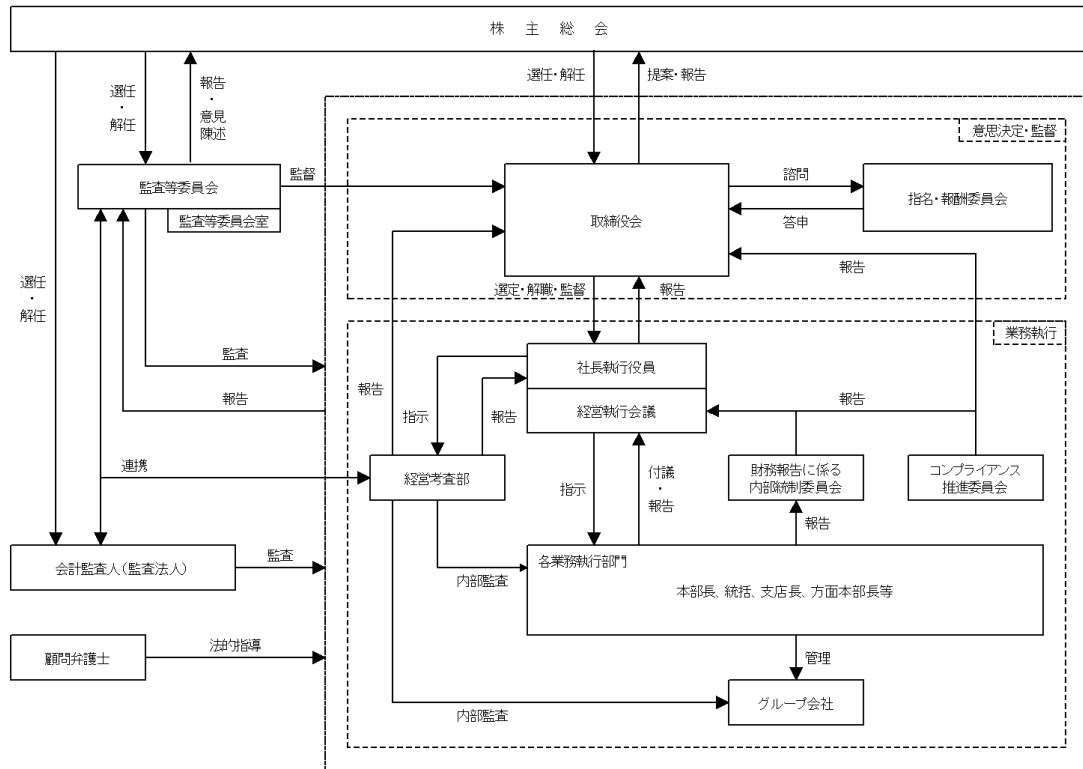 株主総会
選任・解任
提案・報告
選任
・
解任
報告
・
意見
陳述
意思決定・監督
監査等委員会
監査等委員会室
監督
取締役会
諮問
答申
指名・報酬委員会
報告
選任
・
解任
選定・解職・監督
報告
業務執行
監査
報告
報告
社長執行役員
経営執行会議
指示
報告
報告
連携
経営考査部
指示
付議
・
報告
財務報告に係る
内部統制委員会
コンプライアンス
推進委員会
報告
会計監査人（監査法人）
監査
内部監査
各業務執行部門
本部長、統括、支店長、方面本部長等
顧問弁護士
法的指導
管理
内部監査
グループ会社